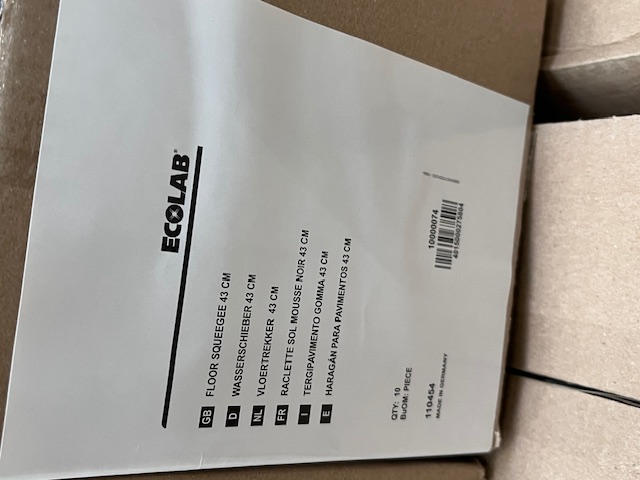 ECOLAB®
GB FLOOR SQUEEGEE 43 CM
D WASSERSCHIEBER 43 CM
NL VLOERTREKKER 43 CM
FR RACLETTE SOL MOUSSE NOIR 43 CM
I TERGIPAVIMENTO GOMMA 43 CM
E HARAGÁN PARA PAVIMENTOS 43 CM
QTY: 10
BuOM: PIECE
110454
MADE IN GERMANY
10000074
4015000275804